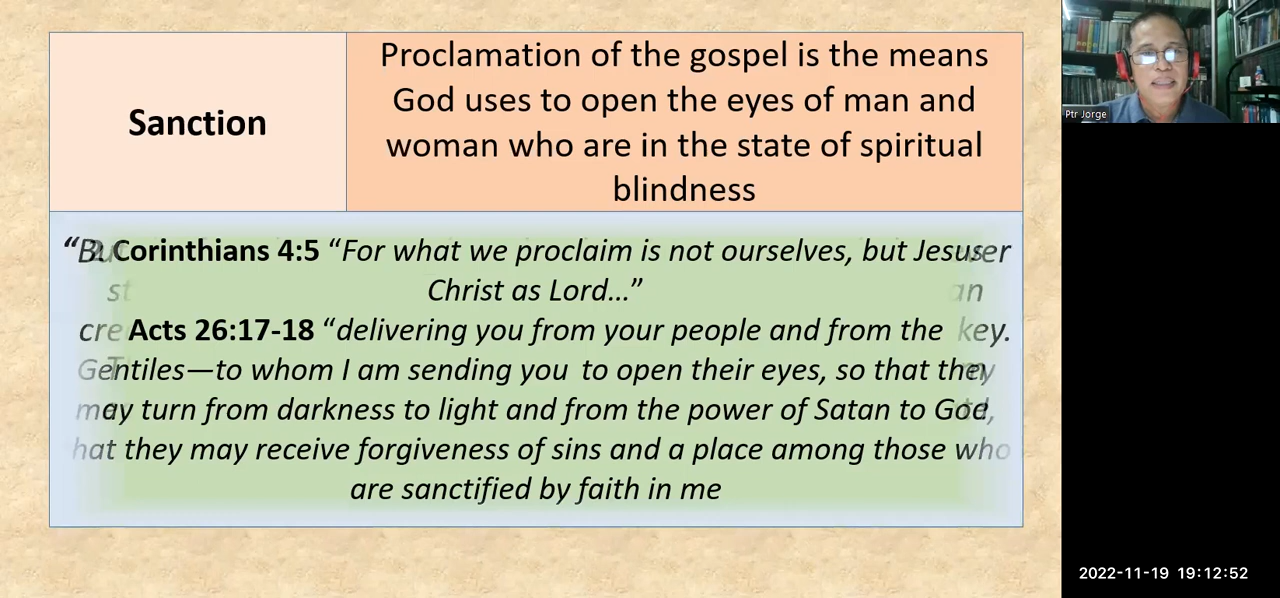 Sanction
Proclamation of the gospel is the means
God uses to open the eyes of man and
woman who are in the state of spiritual
blindness
2 Corinthians 4:5 “For what we proclaim is not ourselves, but Jesus
Christ as Lord…”
Acts 26:17-18 “delivering you from your people and from the
Gentiles—to whom I am sending you to open their eyes, so that they
may turn from darkness to light and from the power of Satan to God,
hat they may receive forgiveness of sins and a place among those who
are sanctified by faith in me
Ptr Jorge
2022-11-19 19:12:52